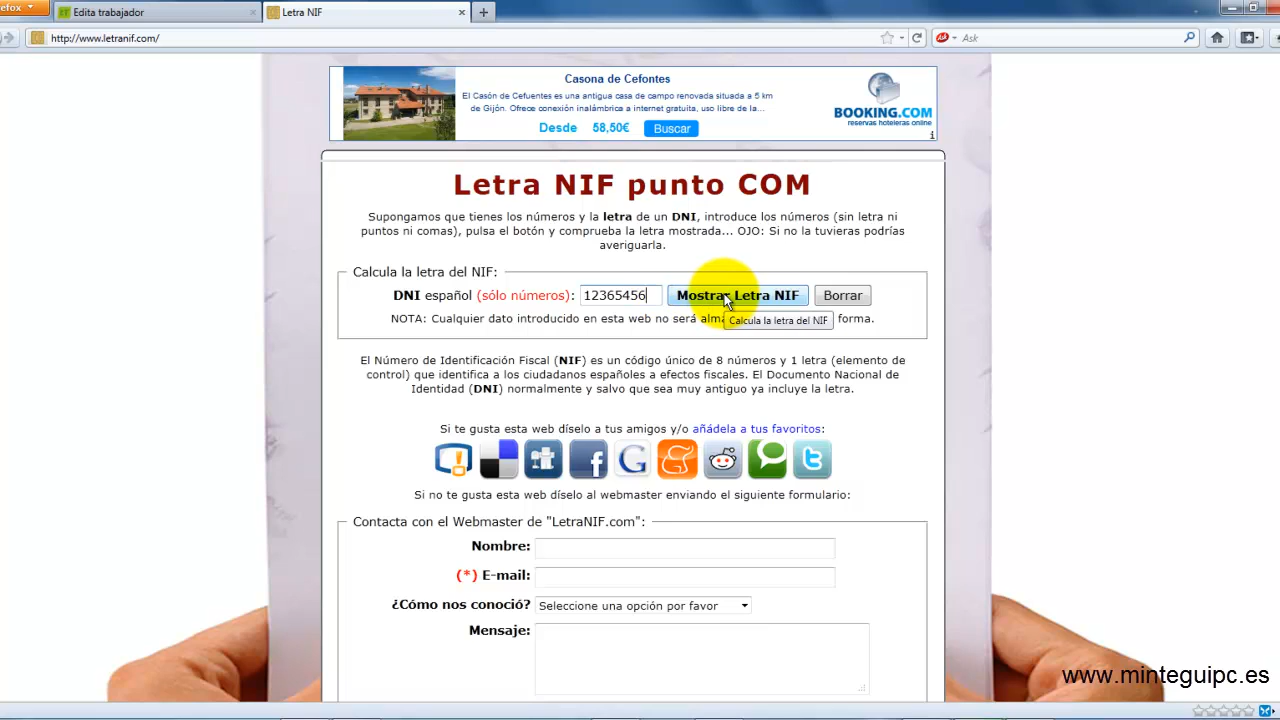 efox
Edita trabajador
Letra NIF
http://www.letranif.com/
Ask
Casona de Cefontes
El Casón de Cefuentes es una antigua casa de campo renovada situada a 5 km
de Gijón. Ofrece conexión inalámbrica a internet gratuita, uso libre de la...
Desde 58,50€ Buscar
BOOKING.COM
reservas hoteleras online
Letra NIF punto COM
Supongamos que tienes los números y la letra de un DNI, introduce los números (sin letra ni
puntos ni comas), pulsa el botón y comprueba la letra mostrada... OJO: Si no la tuvieras podrías
averiguarla.
Calcula la letra del NIF:
DNI español (sólo números): 12365456 Mostrar Letra NIF Borrar
NOTA: Cualquier dato introducido en esta web no será forma.
Calcula la letra del NIF
El Número de Identificación Fiscal (NIF) es un código único de 8 números y 1 letra (elemento de
control) que identifica a los ciudadanos españoles a efectos fiscales. El Documento Nacional de
Identidad (DNI) normalmente y salvo que sea muy antiguo ya incluye la letra.
Si te gusta esta web díselo a tus amigos y/o añádela a tus favoritos:
Si no te gusta esta web díselo al webmaster enviando el siguiente formulario:
Contacta con el Webmaster de "LetraNIF.com":
Nombre:
(*) E-mail:
¿Cómo nos conoció? Seleccione una opción por favor
Mensaje:
www.minteguipc.es